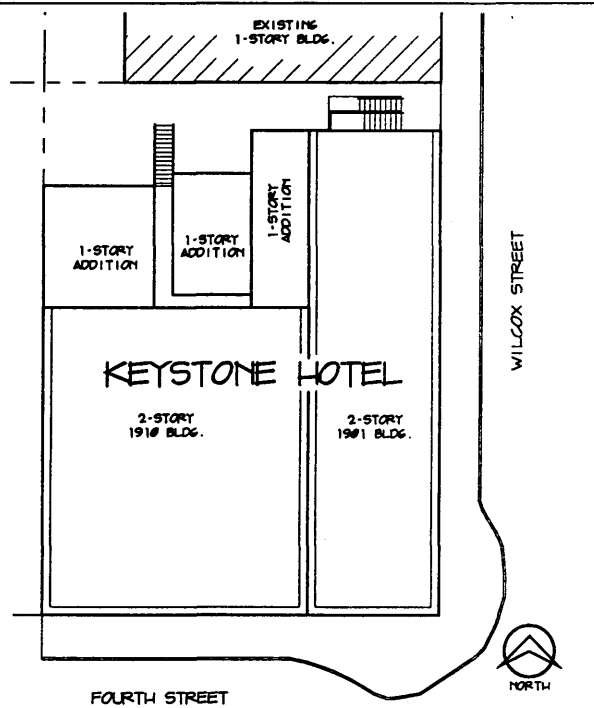 EXISTING
1-STORY BLDG.
1-STORY
ADDITION
1-STORY
ADDITION
1-STORY
ADDITION
WILCOX STREET
KEYSTONE HOTEL
2-STORY
1910 BLDG.
2-STORY
1901 BLDG.
NORTH
FOURTH STREET